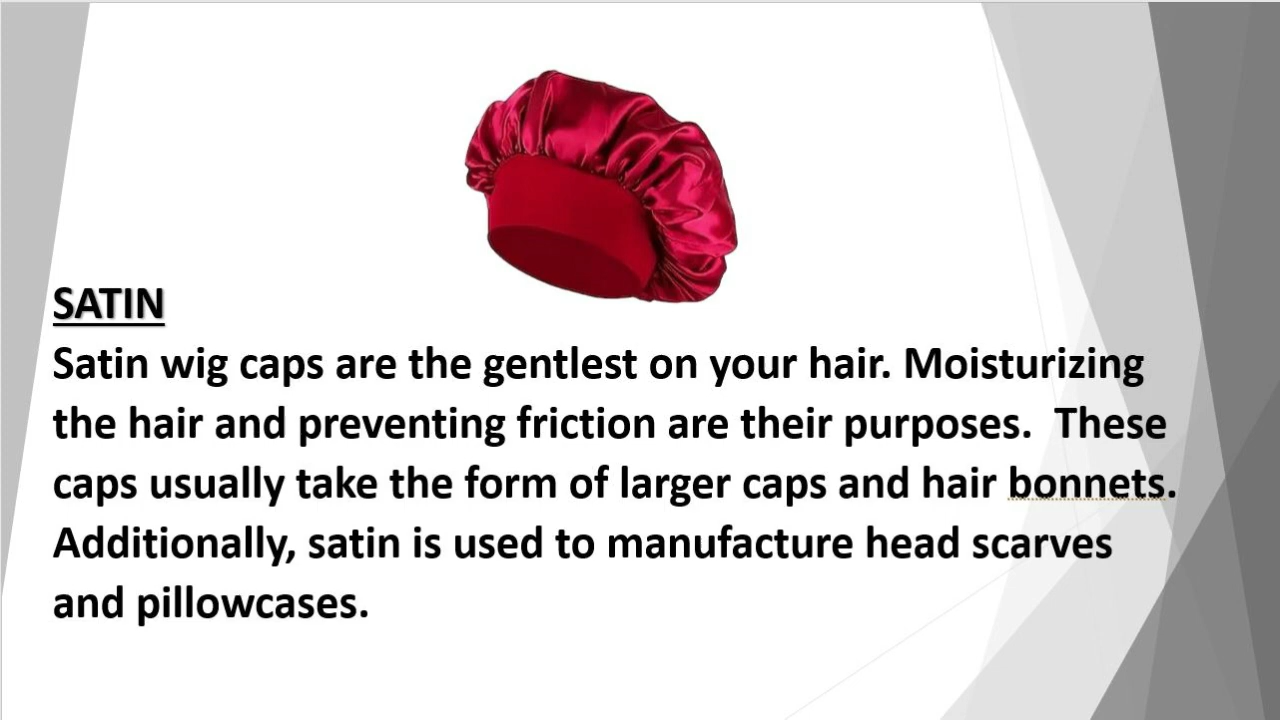 SATIN
Satin wig caps are the gentlest on your hair. Moisturizing
the hair and preventing friction are their purposes.  These
caps usually take the form of larger caps and hair bonnets.
Additionally, satin is used to manufacture head scarves
and pillowcases.